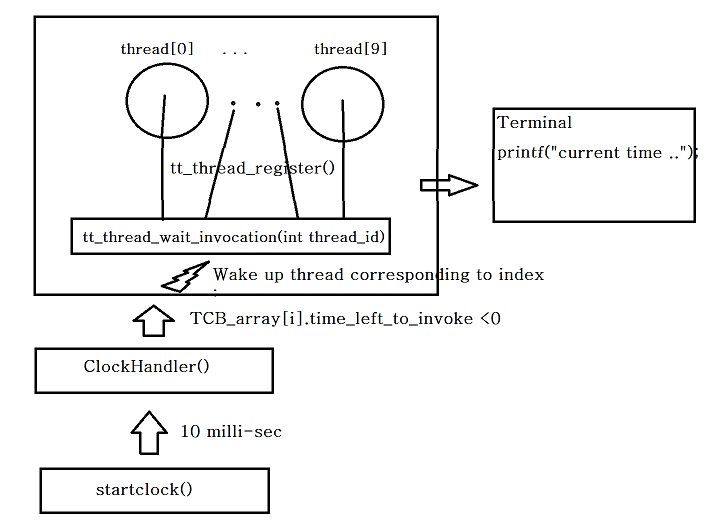 thread[0] . . . thread[9]
. . .
tt_thread_register()
tt_thread_wait_invocation(int thread_id)
Wake up thread corresponding to index
:
TCB_array[i].time_left_to_invoke <0
ClockHandler()
10 milli-sec
startclock()
Terminal
printf("current time ..");